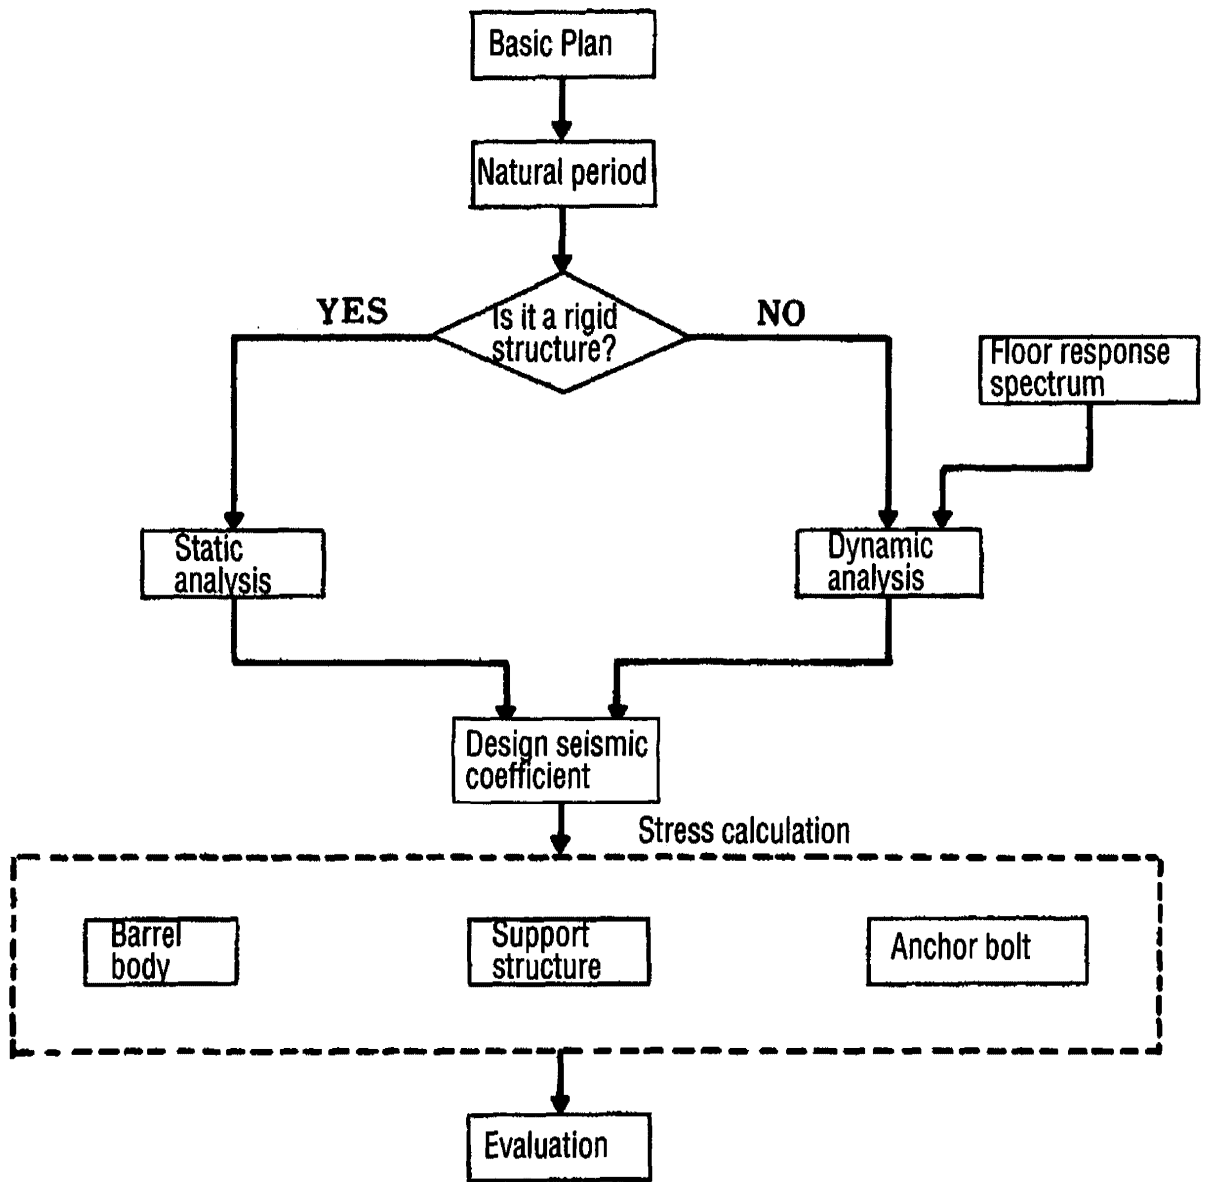 Basic Plan
Natural period
Is it a rigid
structure?
YES
NO
Floor response
spectrum
Static
analysis
Dynamic
analysis
Design seismic
coefficient
Stress calculation
Barrel
body
Support
structure
Anchor bolt
Evaluation